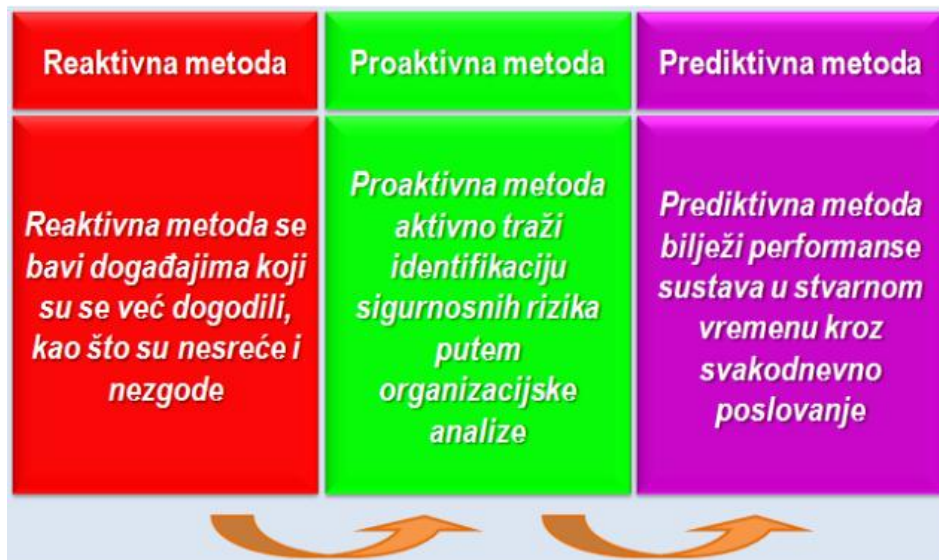 Reaktivna metoda
Proaktivna metoda
Prediktivna metoda
Reaktivna metoda se
bavi događajima koji
su se već dogodili,
kao što su nesreće i
nezgode
Proaktivna metoda
aktivno traži
identifikaciju
sigurnosnih rizika
putem
organizacijske
analize
Prediktivna metoda
bilježi performanse
sustava u stvarnom
vremenu kroz
svakodnevno
poslovanje